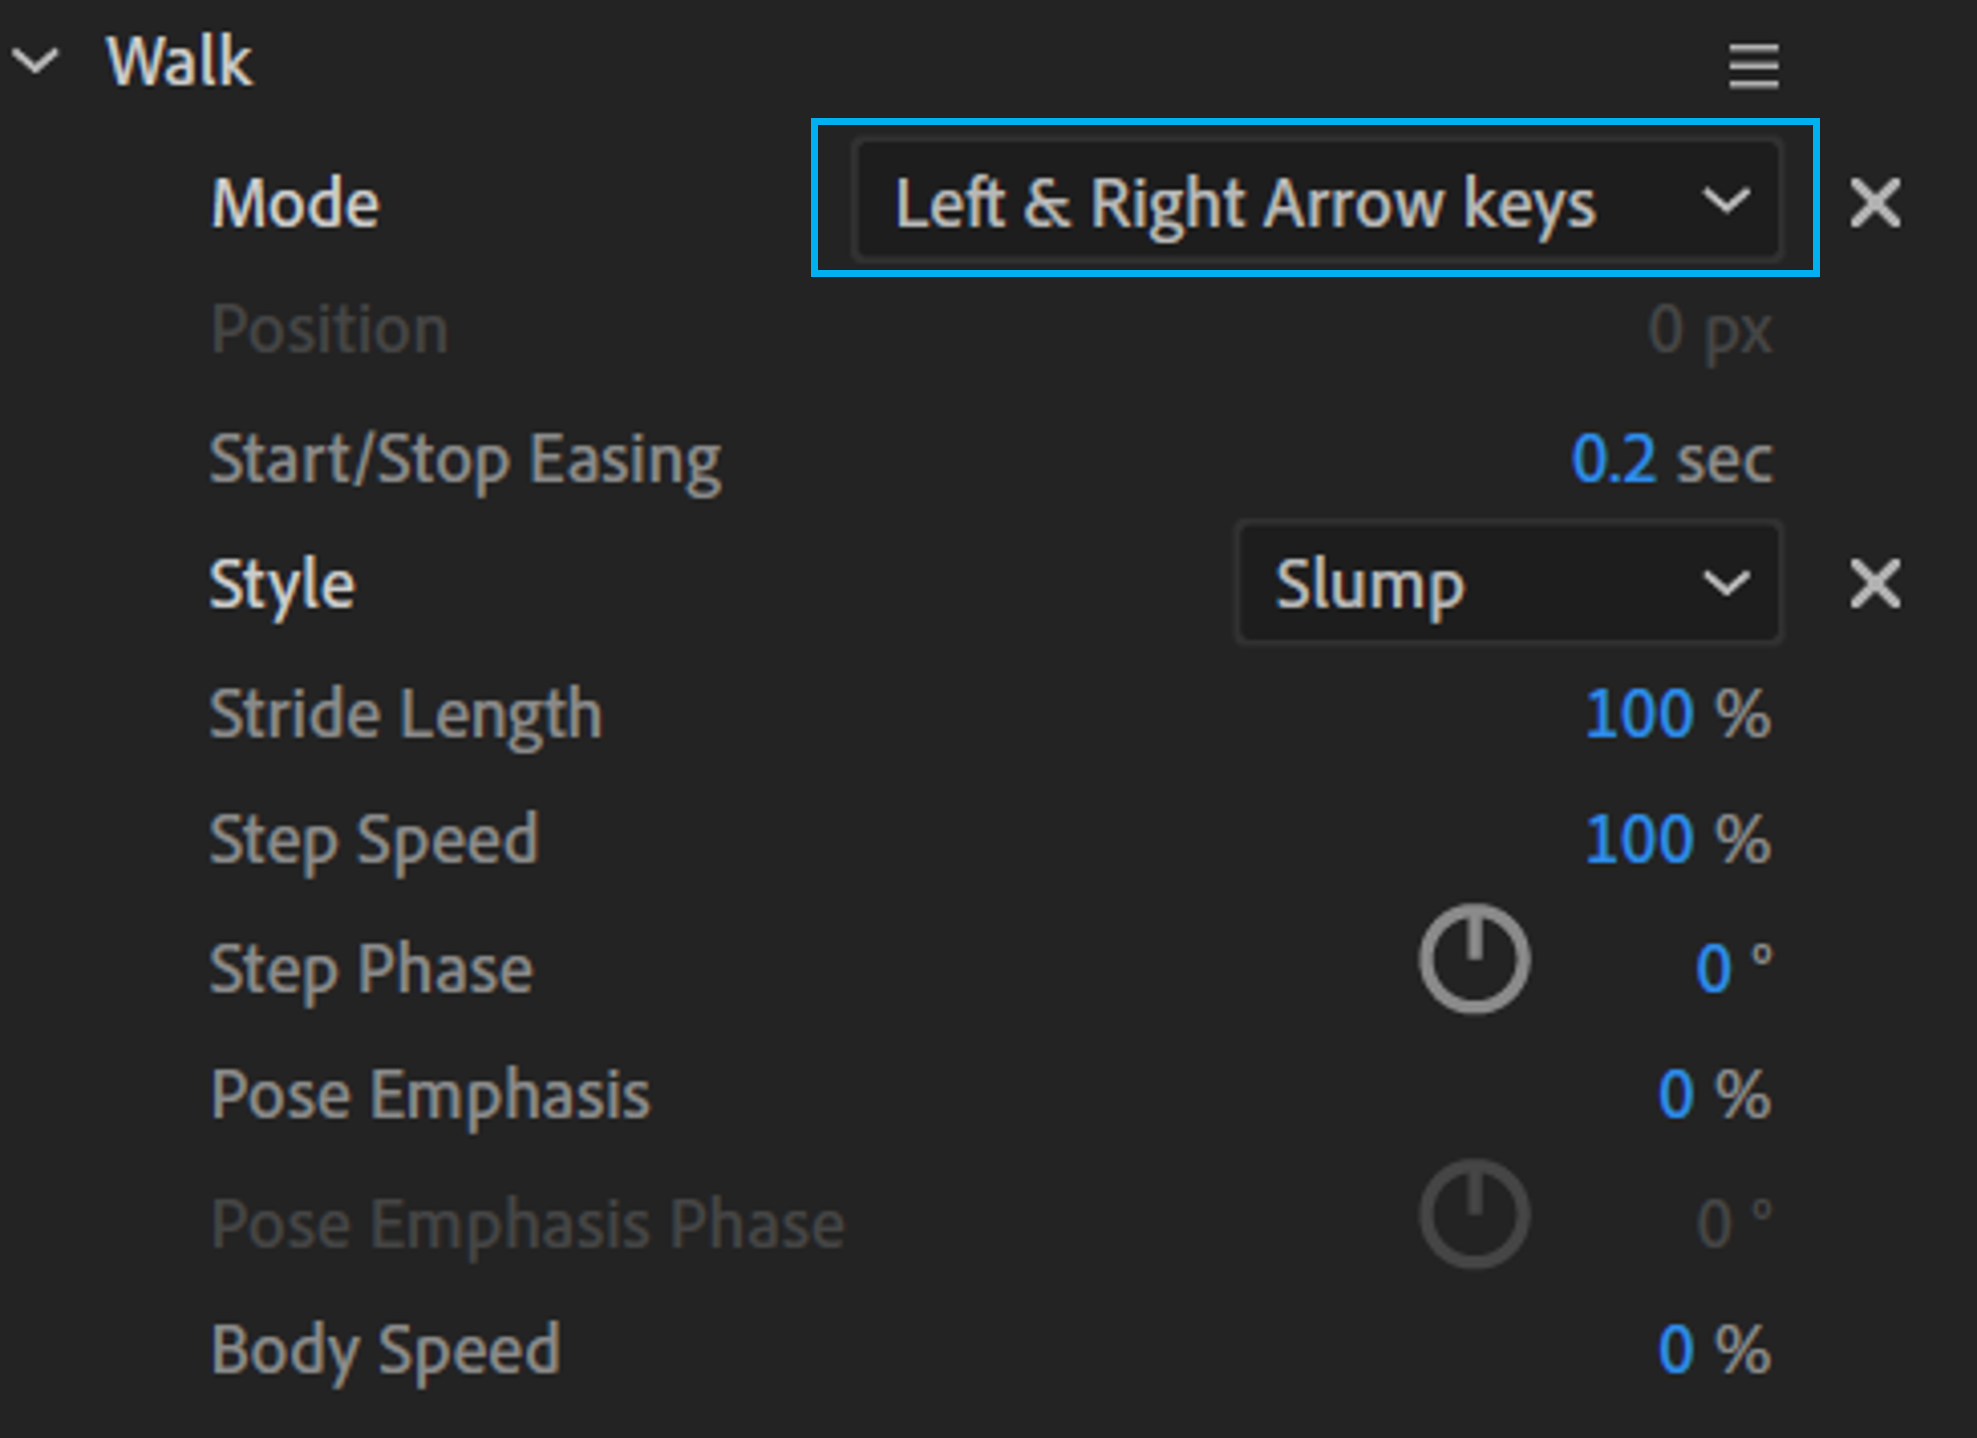 Walk
Mode Left & Right Arrow keys
Position 0 px
Start/Stop Easing 0.2 sec
Style Slump
Stride Length 100 %
Step Speed 100 %
Step Phase 0 °
Pose Emphasis 0 %
Pose Emphasis Phase 0 °
Body Speed 0 %